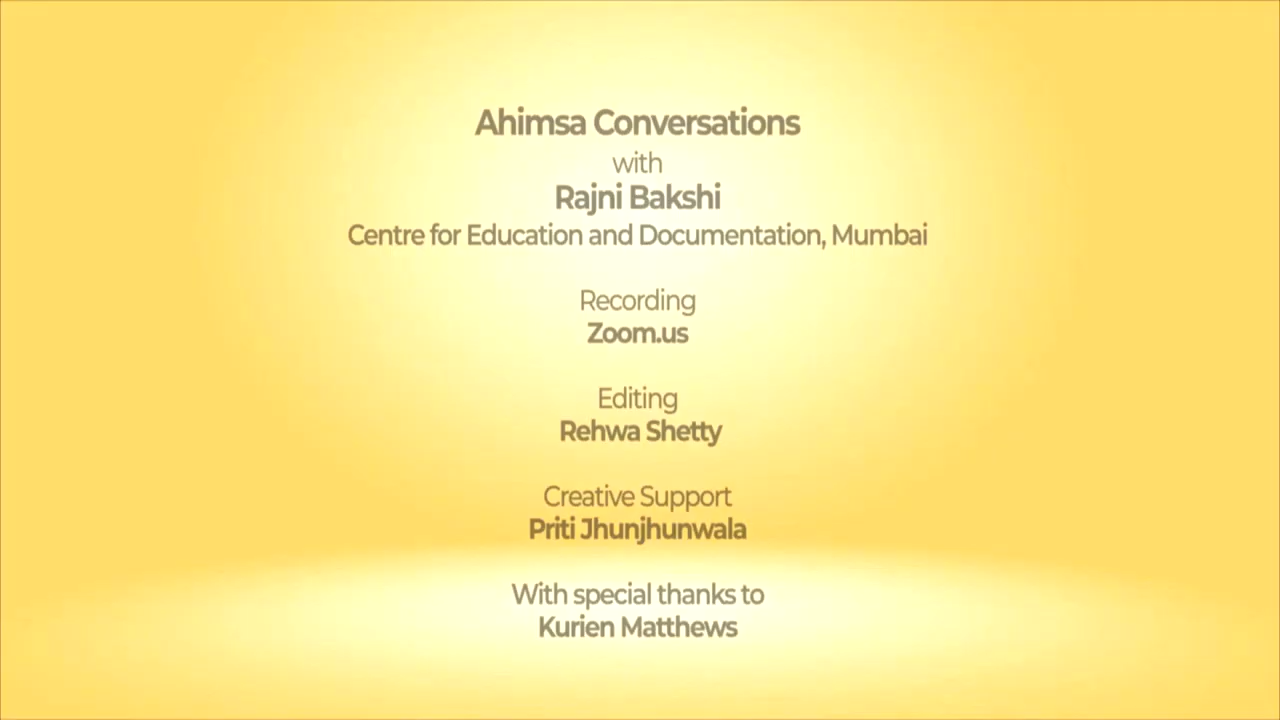 Ahimsa Conversations
with
Rajni Bakshi
Centre for Education and Documentation, Mumbai
Recording
Zoom.us
Editing
Rehwa Shetty
Creative Support
Priti Jhunjhunwala
With special thanks to
Kurien Matthews